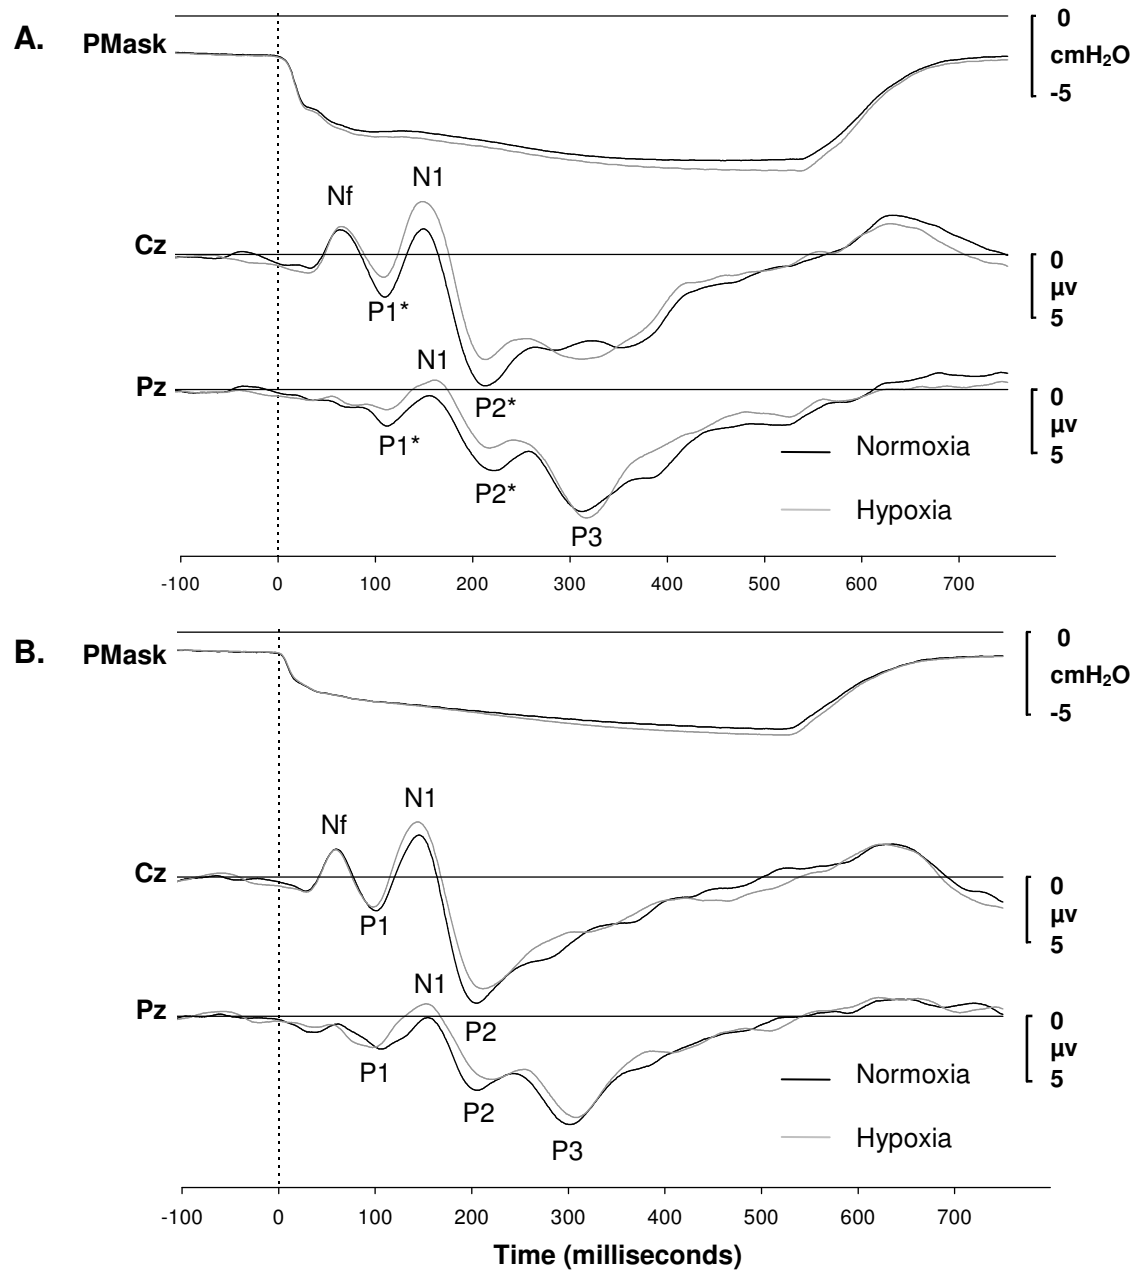 A.
PMask
0
cmH₂O
-5
Nf
N1
Cz
0
µv
5
P1*
N1
Pz
P2*
0
µv
5
P1*
P2*
Normoxia
Hypoxia
P3
-100 0 100 200 300 400 500 600 700
B.
PMask
0
cmH₂O
-5
N1
Nf
Cz
0
µv
5
P1
N1
Pz
P2
0
µv
5
P1
P2
Normoxia
Hypoxia
P3
-100 0 100 200 300 400 500 600 700
Time (milliseconds)